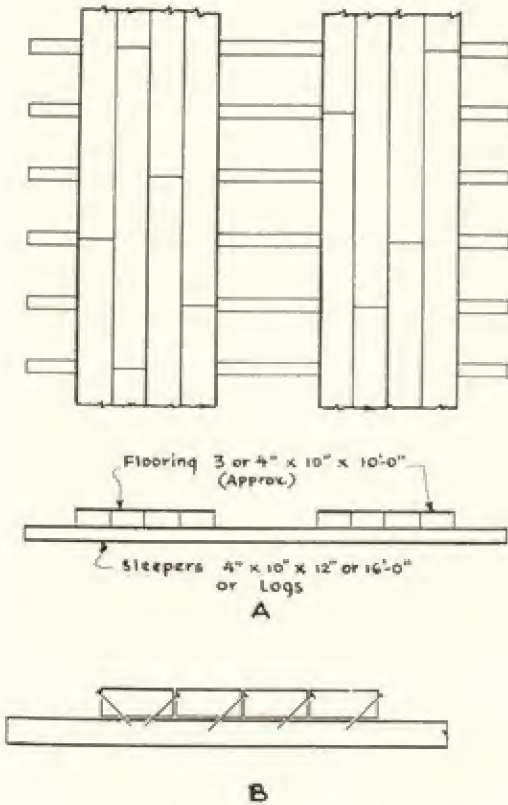 Flooring 3 or 4" x 10" x 10'-0"
(Approx.)
Sleepers 4" x 10" x 12" or 16'-0"
or Logs
A
B